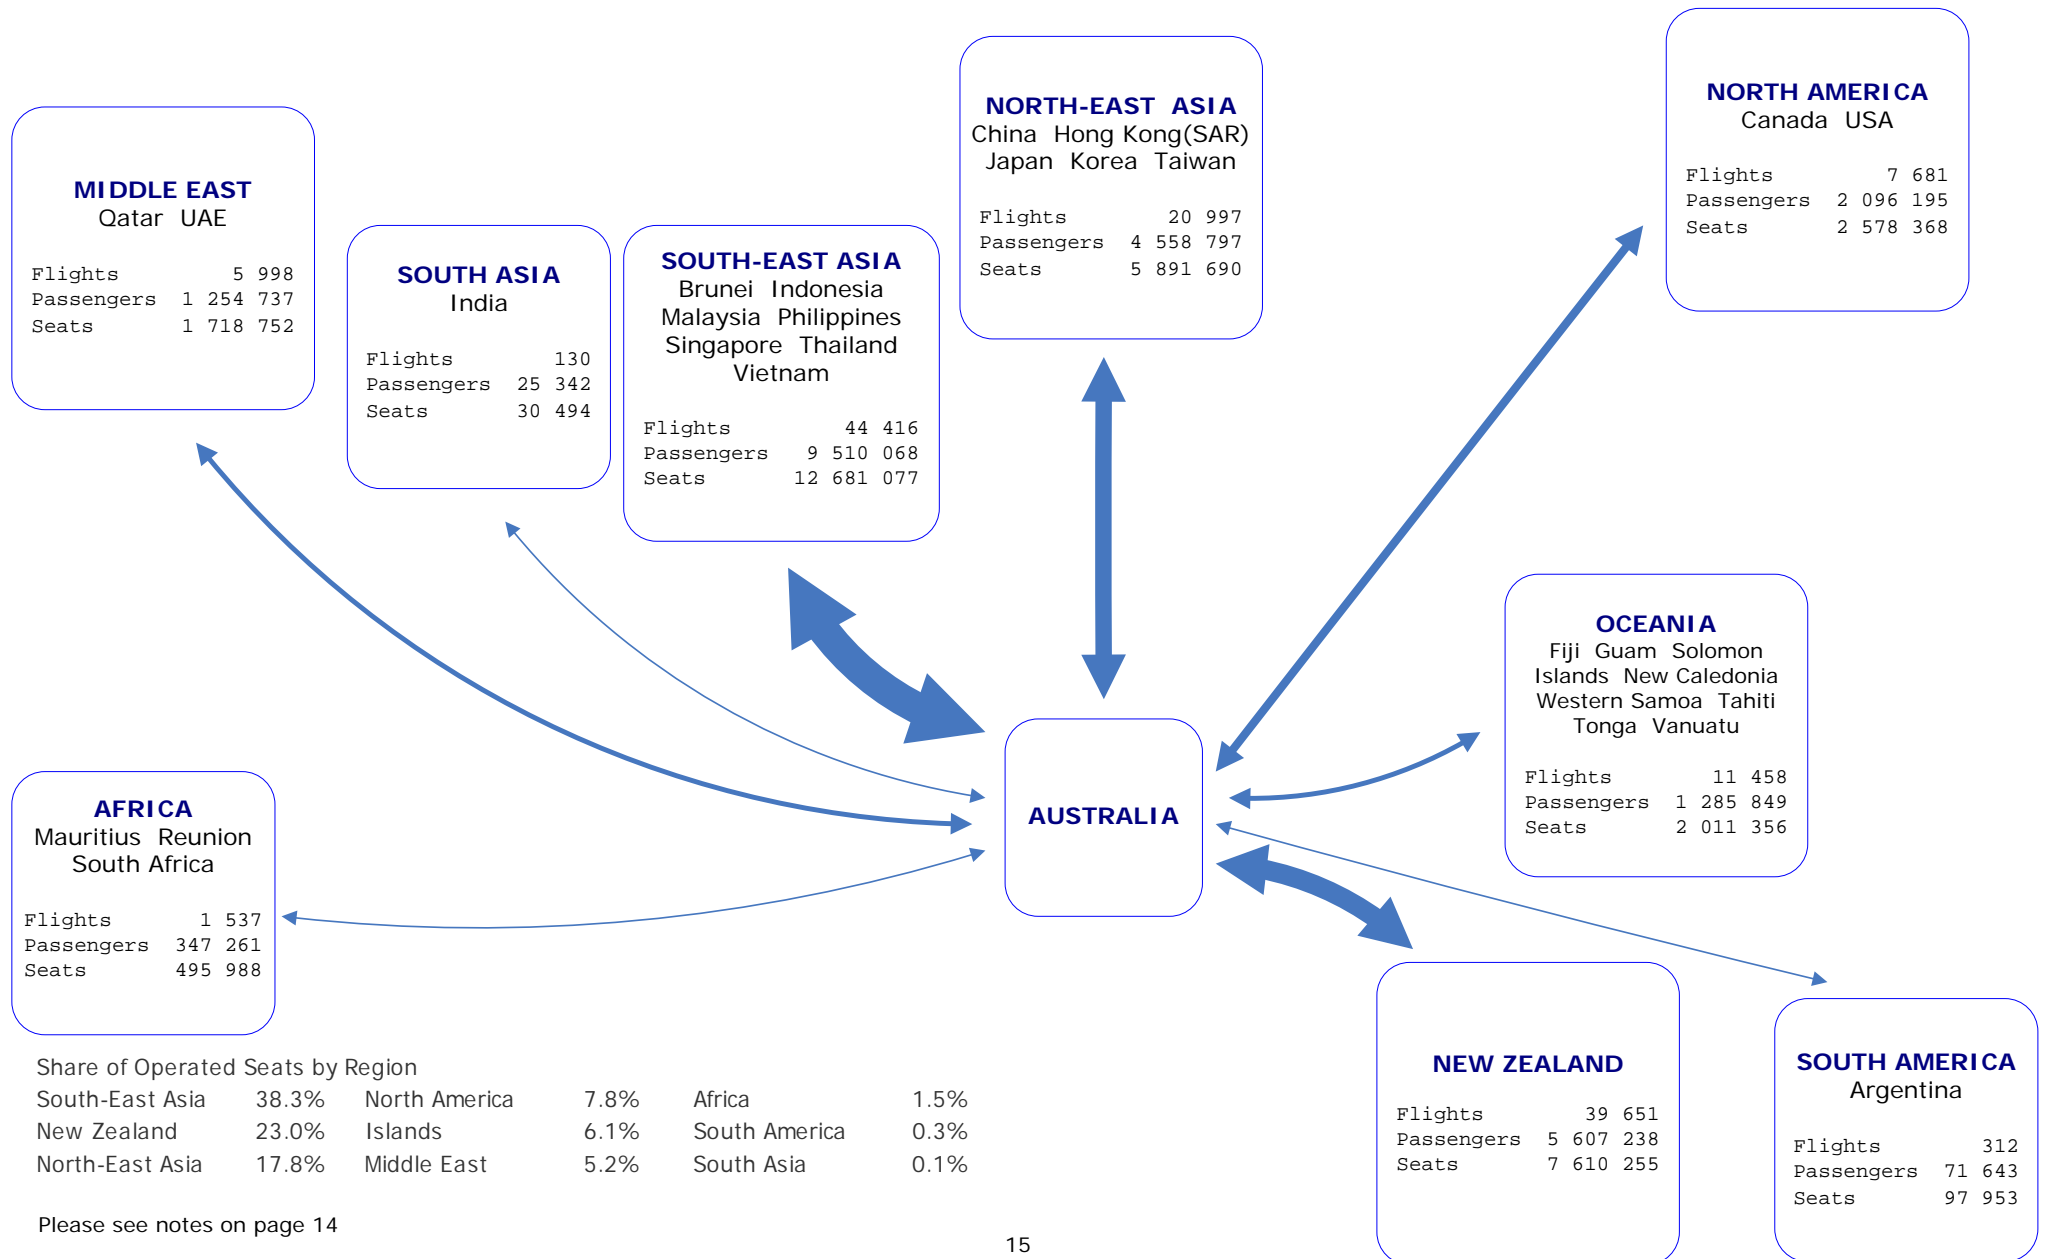 NORTH-EAST ASIA
China Hong Kong(SAR)
Japan Korea Taiwan
Flights 20 997
Passengers 4 558 797
Seats 5 891 690
NORTH AMERICA
Canada USA
Flights 7 681
Passengers 2 096 195
Seats 2 578 368
MIDDLE EAST
Qatar UAE
Flights 5 998
Passengers 1 254 737
Seats 1 718 752
SOUTH ASIA
India
Flights 130
Passengers 25 342
Seats 30 494
SOUTH-EAST ASIA
Brunei Indonesia
Malaysia Philippines
Singapore Thailand
Vietnam
Flights 44 416
Passengers 9 510 068
Seats 12 681 077
OCEANIA
Fiji Guam Solomon
Islands New Caledonia
Western Samoa Tahiti
Tonga Vanuatu
Flights 11 458
Passengers 1 285 849
Seats 2 011 356
AUSTRALIA
AFRICA
Mauritius Reunion
South Africa
Flights 1 537
Passengers 347 261
Seats 495 988
NEW ZEALAND
Flights 39 651
Passengers 5 607 238
Seats 7 610 255
SOUTH AMERICA
Argentina
Flights 312
Passengers 71 643
Seats 97 953
Share of Operated Seats by Region
South-East Asia 38.3% North America 7.8% Africa 1.5%
New Zealand 23.0% Islands 6.1% South America 0.3%
North-East Asia 17.8% Middle East 5.2% South Asia 0.1%
Please see notes on page 14
15